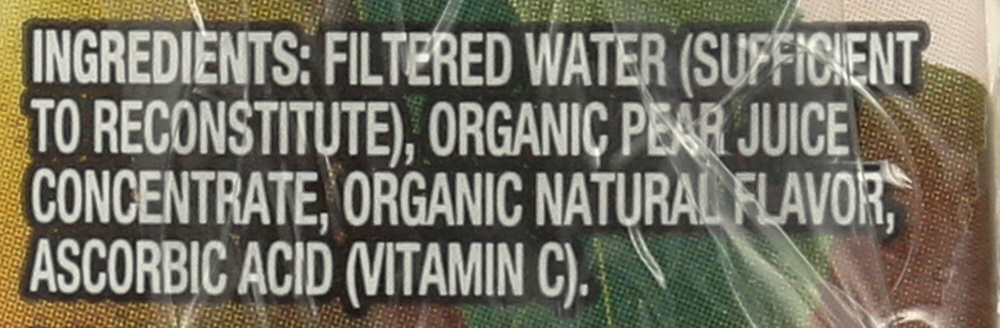 INGREDIENTS: FILTERED WATER (SUFFICIENT
TO RECONSTITUTE), ORGANIC PEAR JUICE
CONCENTRATE, ORGANIC NATURAL FLAVOR,
ASCORBIC ACID (VITAMIN C).